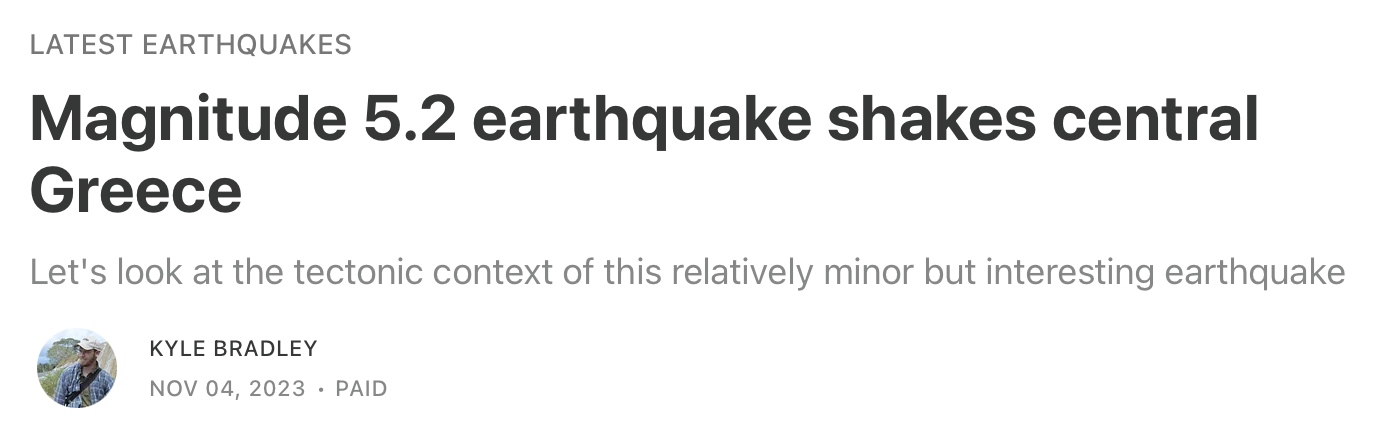 LATEST EARTHQUAKES
Magnitude 5.2 earthquake shakes central
Greece
Let's look at the tectonic context of this relatively minor but interesting earthquake
KYLE BRADLEY
NOV 04, 2023 • PAID